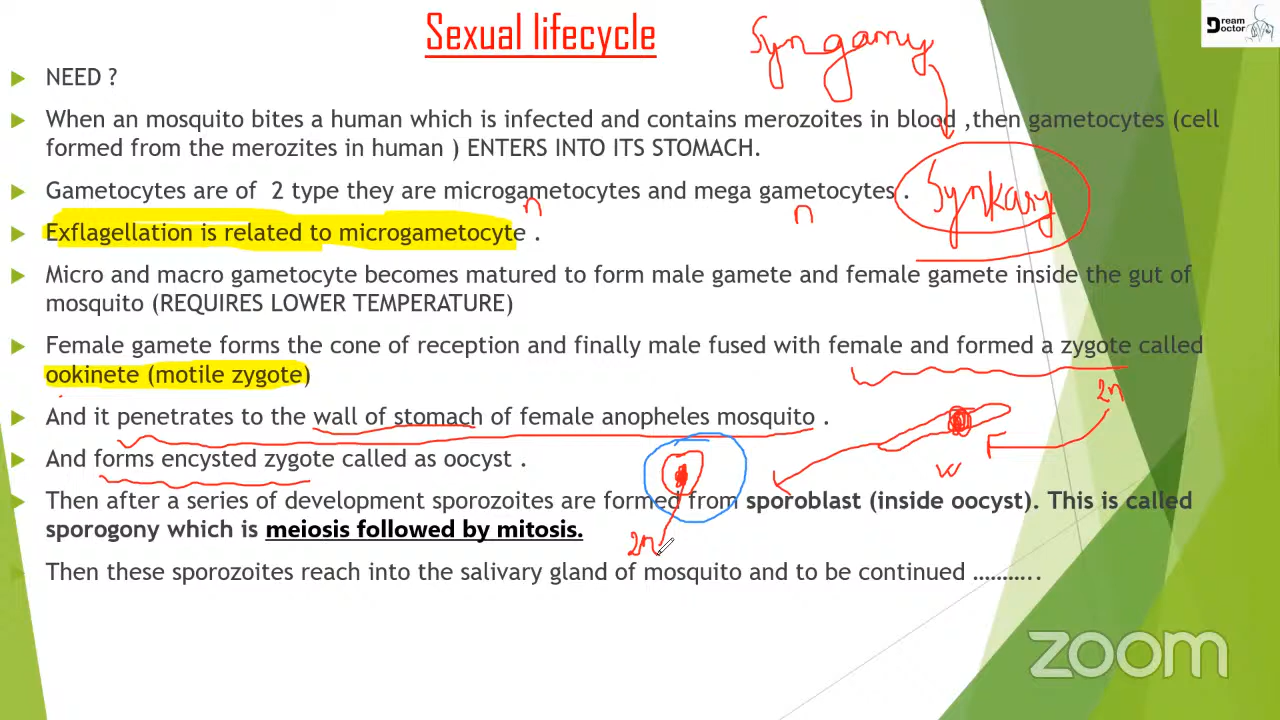 Sexual lifecycle
Syngamy
Dream
Doctor
NEED ?
When an mosquito bites a human which is infected and contains merozoites in blood ,then gametocytes (cell
formed from the merozites in human ) ENTERS INTO ITS STOMACH.
Gametocytes are of 2 type they are microgametocytes and mega gametocytes .
Synkary
n
n
Exflagellation is related to microgametocyte .
Micro and macro gametocyte becomes matured to form male gamete and female gamete inside the gut of
mosquito (REQUIRES LOWER TEMPERATURE)
Female gamete forms the cone of reception and finally male fused with female and formed a zygote called
ookinete (motile zygote)
2n
And it penetrates to the wall of stomach of female anopheles mosquito .
And forms encysted zygote called as oocyst .
Then after a series of development sporozoites are formed from sporoblast (inside oocyst). This is called
sporogony which is meiosis followed by mitosis.
2n
Then these sporozoites reach into the salivary gland of mosquito and to be continued ………..
zoom